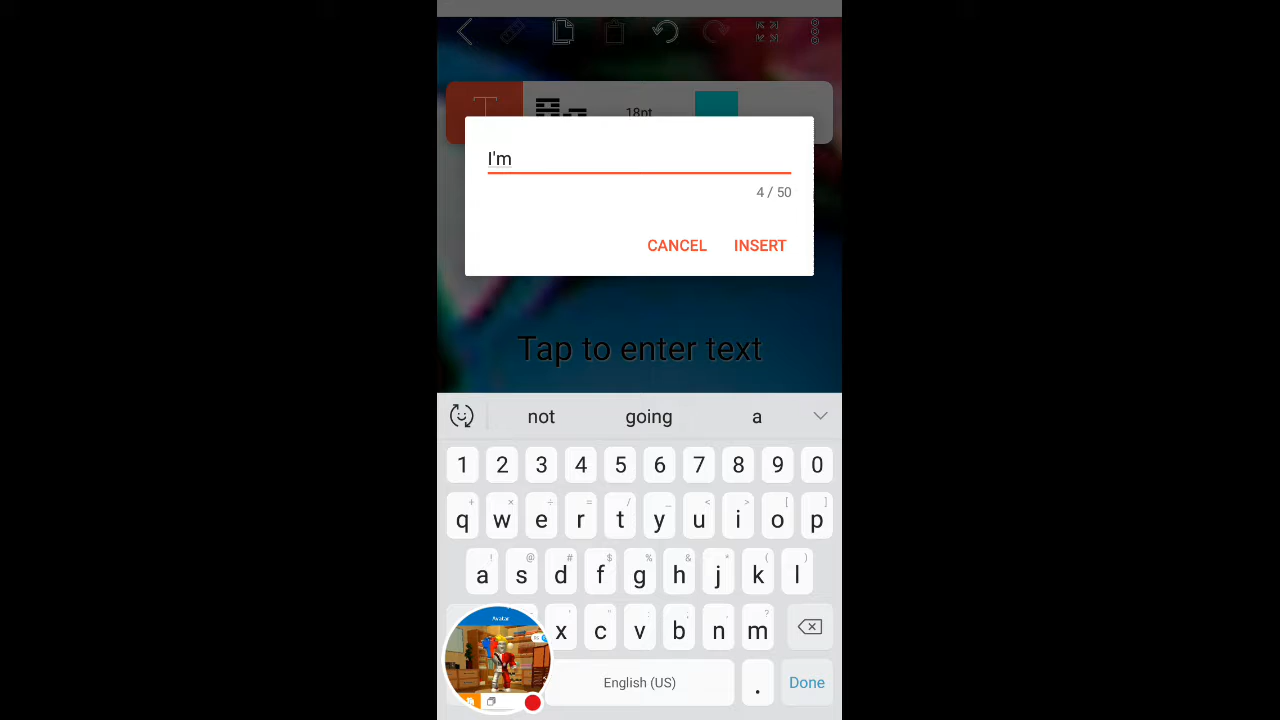 T 18pt
I'm
4 / 50
CANCEL INSERT
Tap to enter text
not going a
1 2 3 4 5 6 7 8 9 0
+ × ÷ = / _ < > [ ]
q w e r t y u i o p
! @ # $ % & * ( )
a s d f g h j k l
' " : ; , ?
x c v b n m
Avatar
English (US) . Done